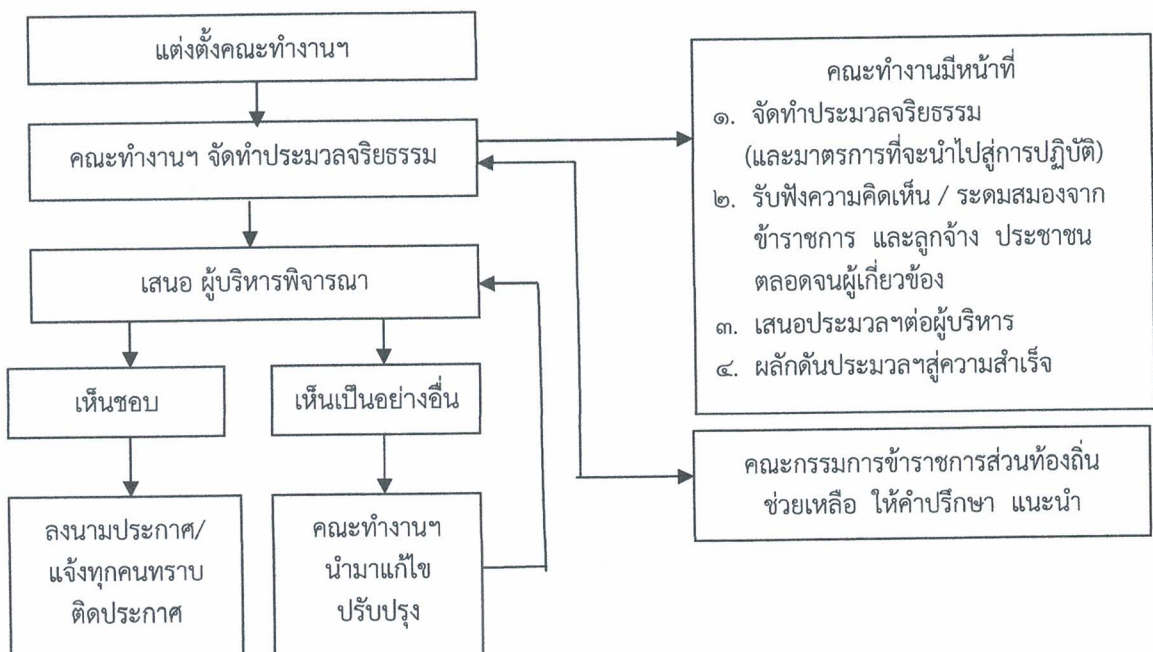 แต่งตั้งคณะทำงานฯ
คณะทำงานฯ จัดทำประมวลจริยธรรม
เสนอ ผู้บริหารพิจารณา
เห็นชอบ
เห็นเป็นอย่างอื่น
ลงนามประกาศ/
แจ้งทุกคนทราบ
ติดประกาศ
คณะทำงานฯ
นำมาแก้ไข
ปรับปรุง
คณะทำงานมีหน้าที่
๑. จัดทำประมวลจริยธรรม
(และมาตรการที่จะนำไปสู่การปฏิบัติ)
๒. รับฟังความคิดเห็น / ระดมสมองจาก
ข้าราชการ และลูกจ้าง ประชาชน
ตลอดจนผู้เกี่ยวข้อง
๓. เสนอประมวลฯต่อผู้บริหาร
๔. ผลักดันประมวลฯสู่ความสำเร็จ
คณะกรรมการข้าราชการส่วนท้องถิ่น
ช่วยเหลือ ให้คำปรึกษา แนะนำ